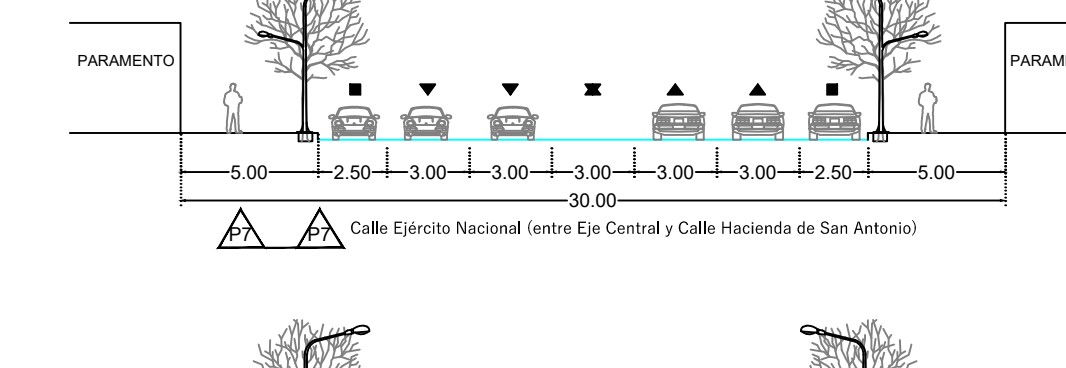 PARAMENTO
PARAM
5.00 2.50 3.00 3.00 3.00 3.00 3.00 2.50 5.00
30.00
P7 P7 Calle Ejército Nacional (entre Eje Central y Calle Hacienda de San Antonio)